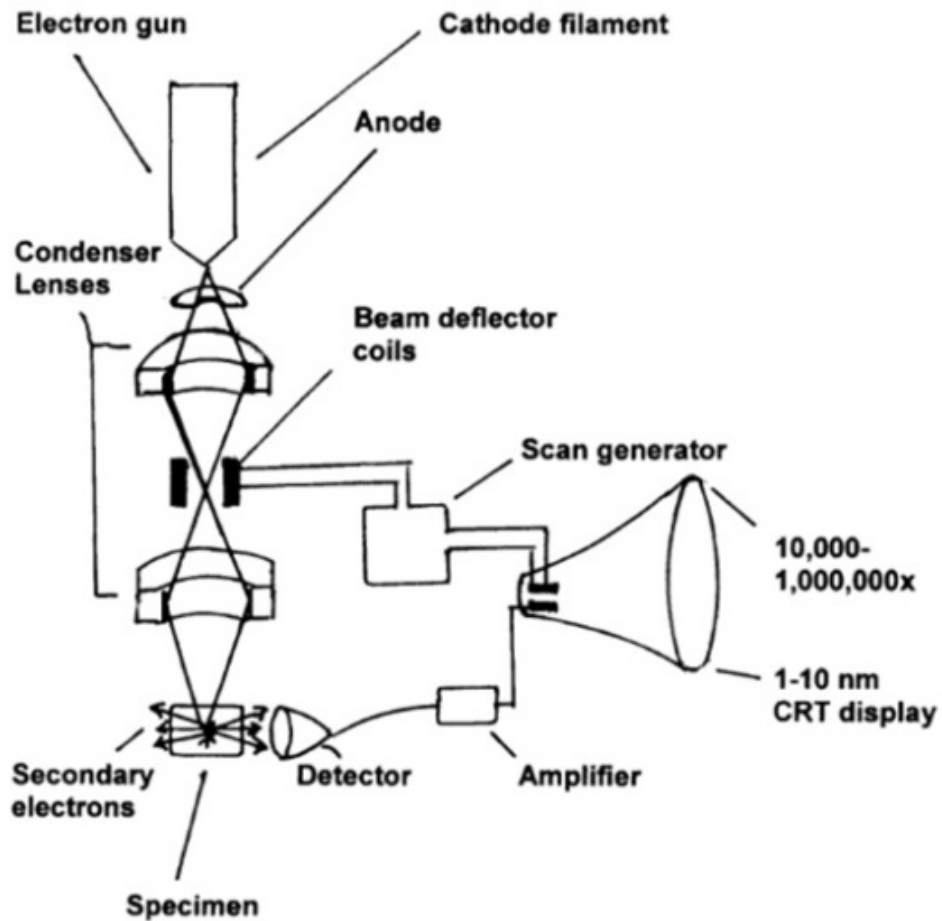 Electron gun
Cathode filament
Anode
Condenser
Lenses
Beam deflector
coils
Scan generator
10,000-
1,000,000x
1-10 nm
CRT display
Secondary
electrons
Detector
Amplifier
Specimen